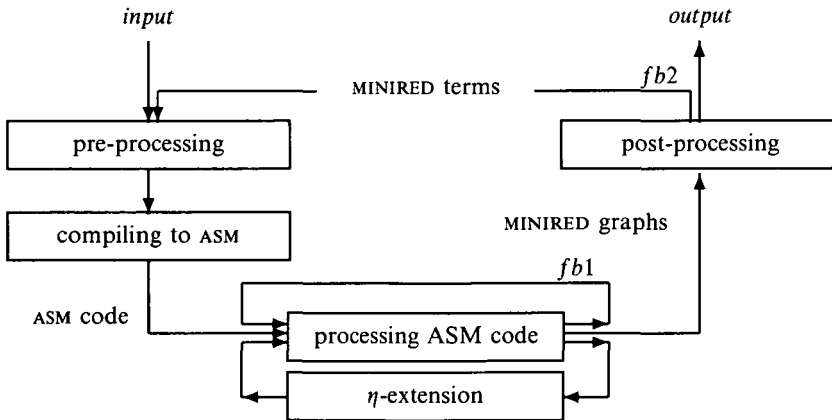 input
output
fb2
MINIRED terms
pre-processing
post-processing
compiling to ASM
MINIRED graphs
fb1
ASM code
processing ASM code
η-extension